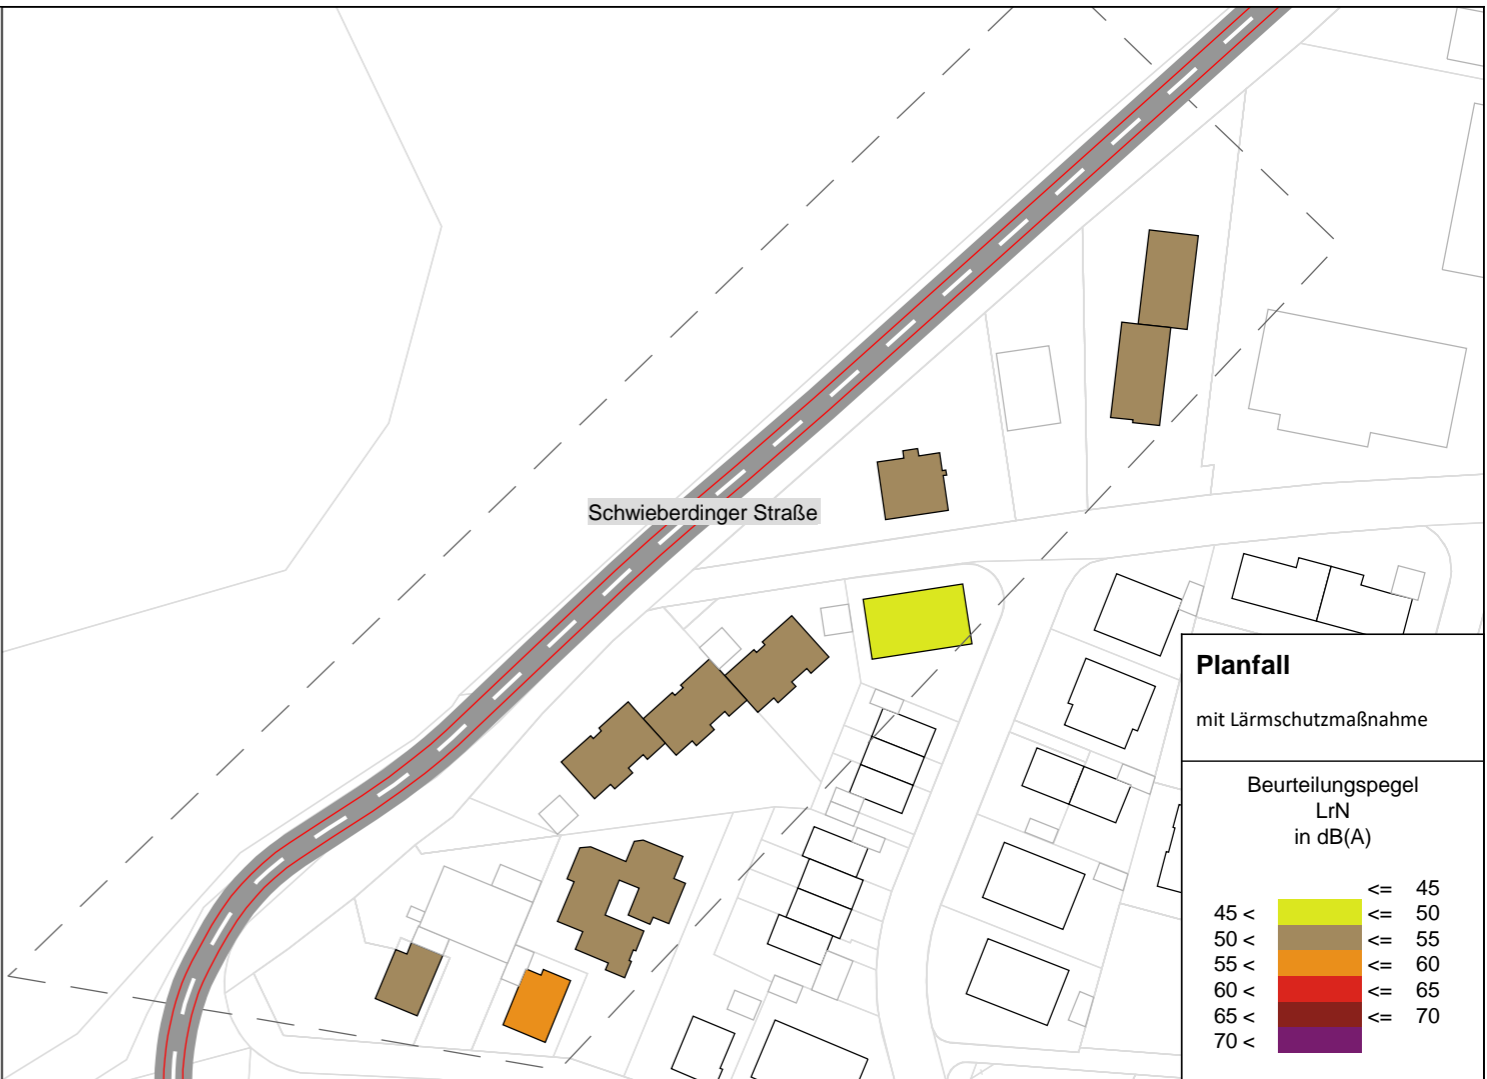 Schwieberdinger Straße
Planfall
mit Lärmschutzmaßnahme
Beurteilungspegel
LrN
in dB(A)
<= 45
45 < <= 50
50 < <= 55
55 < <= 60
60 < <= 65
65 < <= 70
70 <